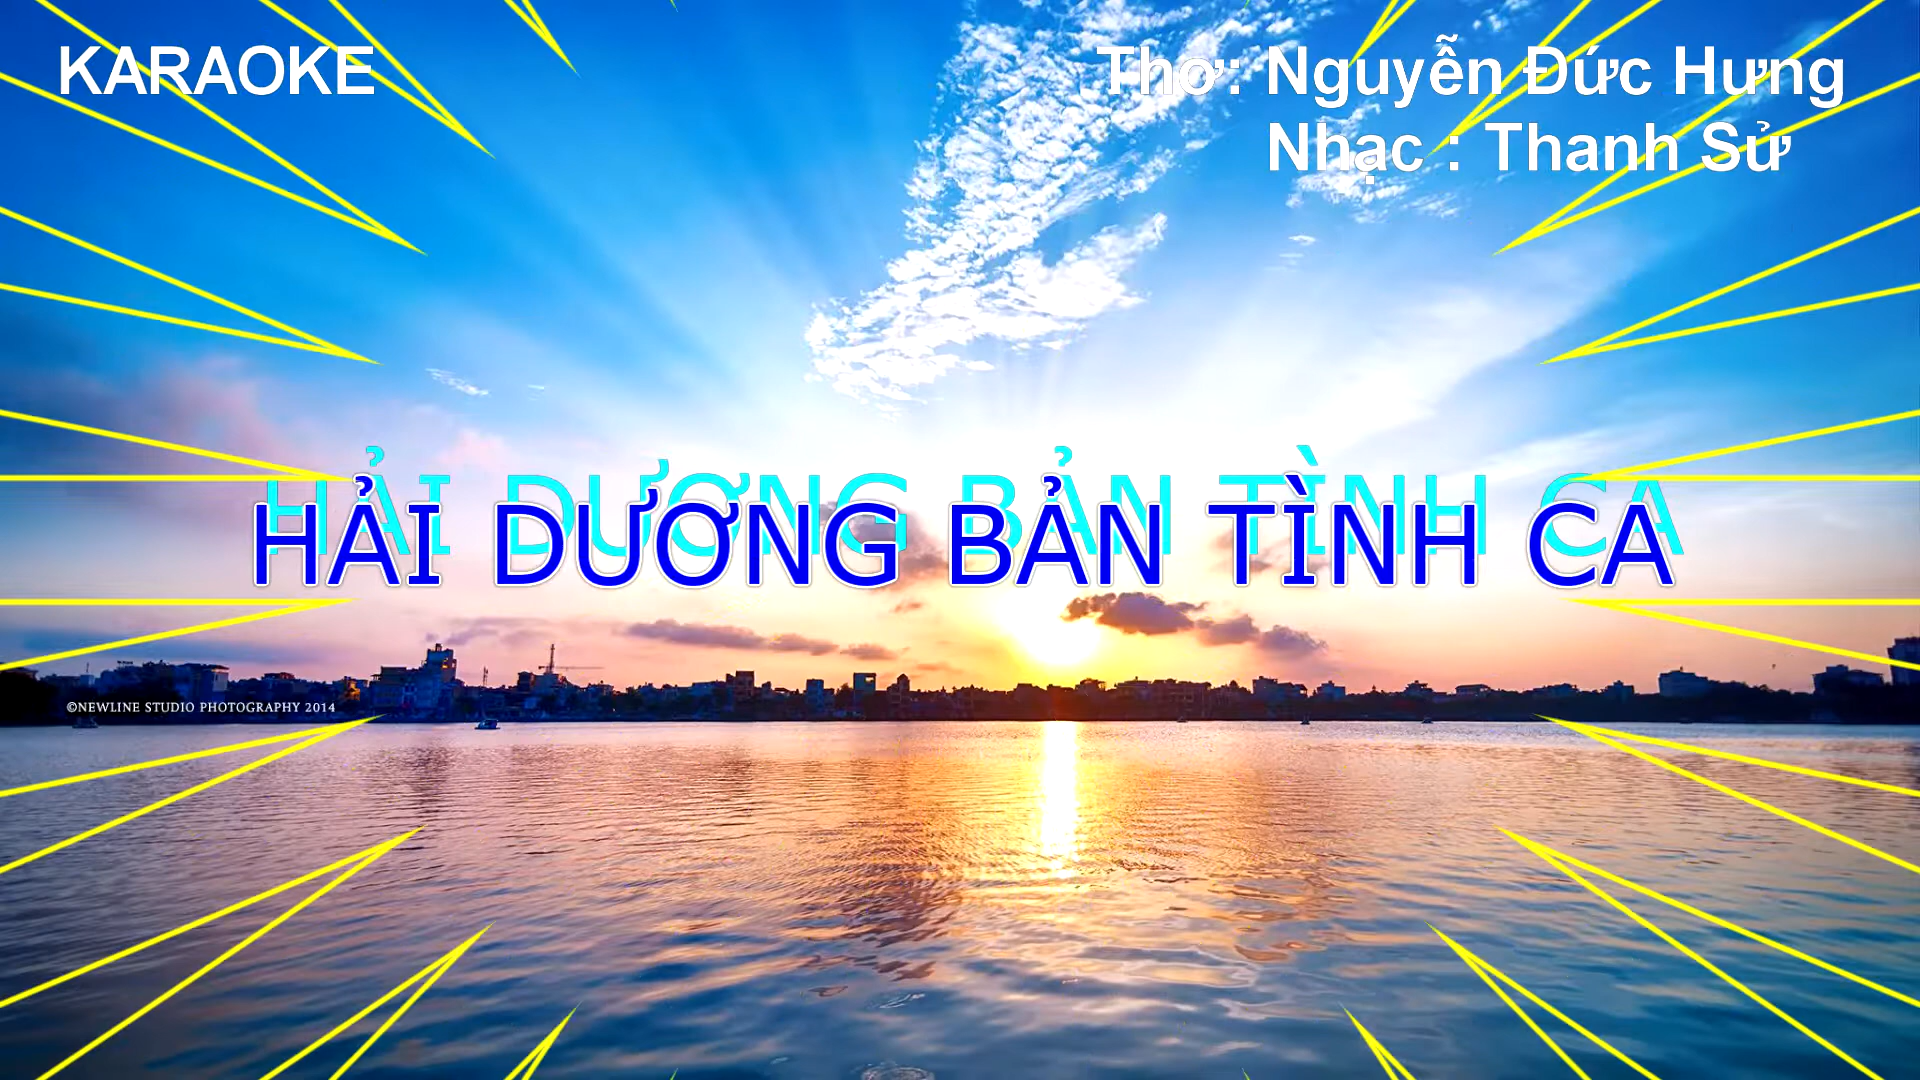 KARAOKE
Thơ: Nguyễn Đức Hưng
Nhạc : Thanh Sử
HẢI DƯƠNG BẢN TÌNH CA
©NEWLINE STUDIO PHOTOGRAPHY 2014